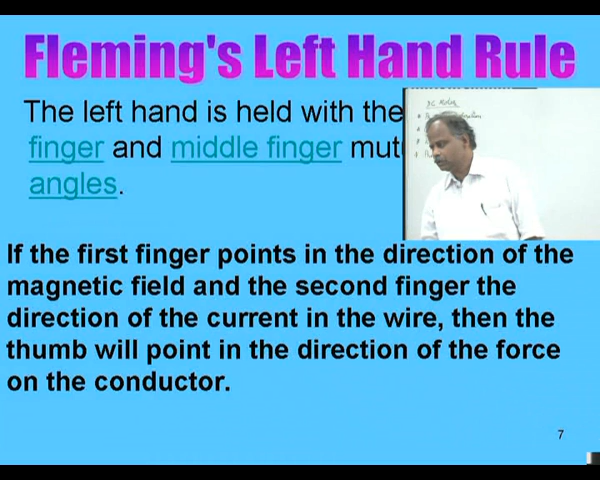 Fleming's Left Hand Rule
The left hand is held with the
finger and middle finger mut
angles.
If the first finger points in the direction of the
magnetic field and the second finger the
direction of the current in the wire, then the
thumb will point in the direction of the force
on the conductor.
7